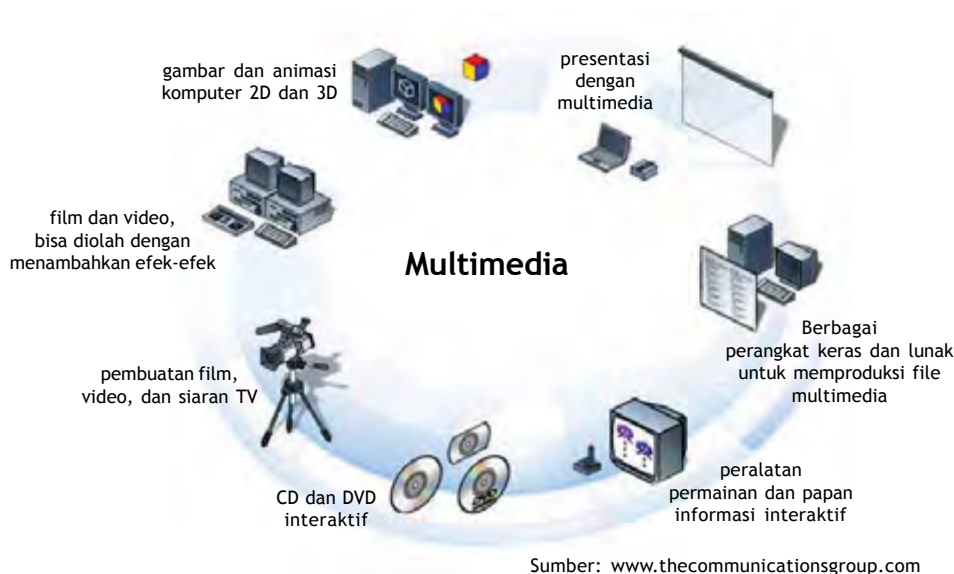 gambar dan animasi
komputer 2D dan 3D
presentasi
dengan
multimedia
film dan video,
bisa diolah dengan
menambahkan efek-efek
Multimedia
Berbagai
perangkat keras dan lunak
untuk memproduksi file
multimedia
pembuatan film,
video, dan siaran TV
peralatan
permainan dan papan
informasi interaktif
CD dan DVD
interaktif
DVD
Sumber: www.thecommunicationsgroup.com